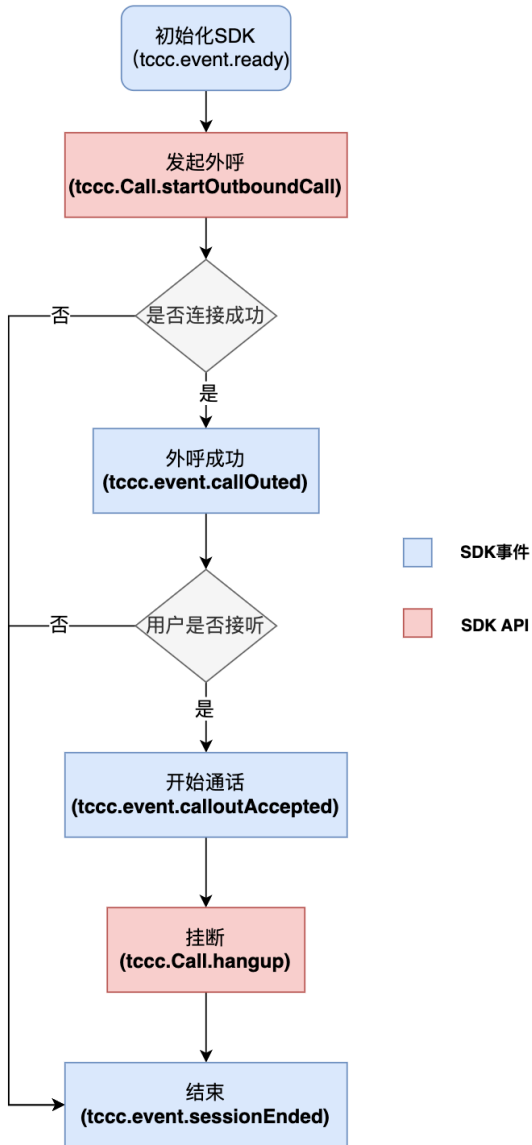 初始化SDK
（tccc.event.ready)
发起外呼
(tccc.Call.startOutboundCall)
否
是否连接成功
是
外呼成功
(tccc.event.callOuted)
SDK事件
否
用户是否接听
SDK API
是
开始通话
(tccc.event.calloutAccepted)
挂断
(tccc.Call.hangup)
结束
(tccc.event.sessionEnded)